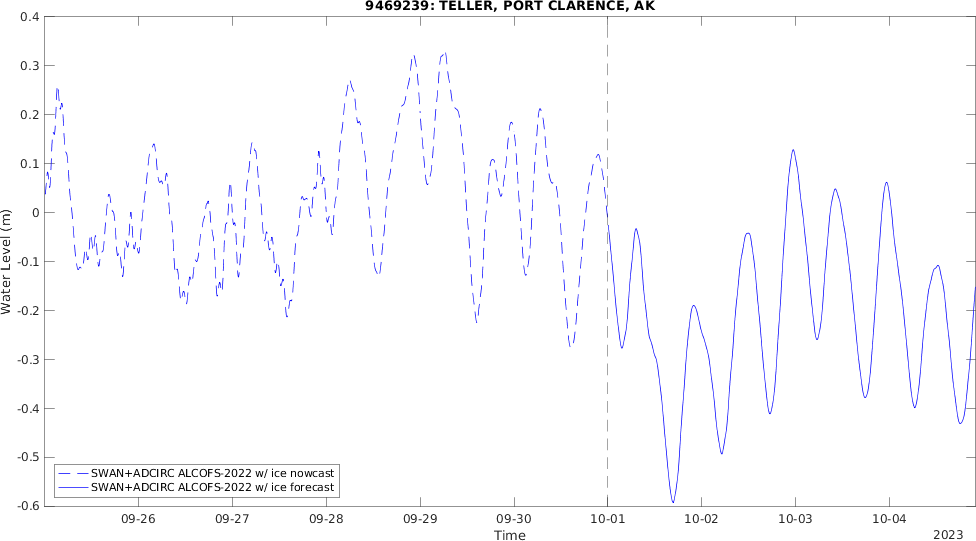 9469239: TELLER, PORT CLARENCE, AK
0.4
0.3
0.2
0.1
0
-0.1
-0.2
-0.3
-0.4
-0.5
-0.6
Water Level (m)
SWAN+ADCIRC ALCOFS-2022 w/ ice nowcast
SWAN+ADCIRC ALCOFS-2022 w/ ice forecast
09-26 09-27 09-28 09-29 09-30 10-01 10-02 10-03 10-04
Time
2023